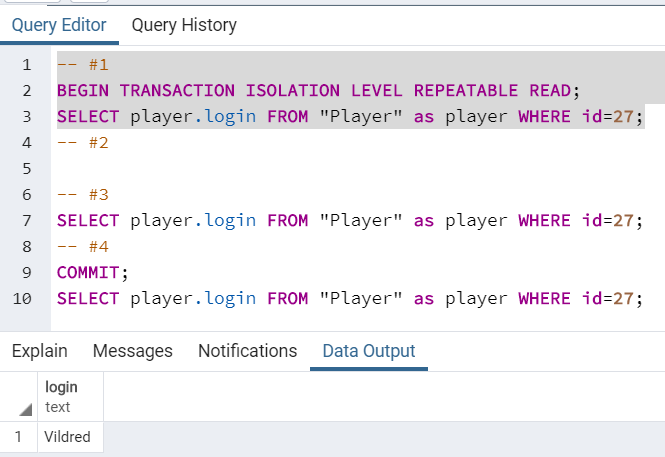 Query Editor Query History
1 -- #1
2 BEGIN TRANSACTION ISOLATION LEVEL REPEATABLE READ;
3 SELECT player.login FROM "Player" as player WHERE id=27;
4 -- #2
5
6 -- #3
7 SELECT player.login FROM "Player" as player WHERE id=27;
8 -- #4
9 COMMIT;
10 SELECT player.login FROM "Player" as player WHERE id=27;
Explain Messages Notifications Data Output
login
text
1 Vildred